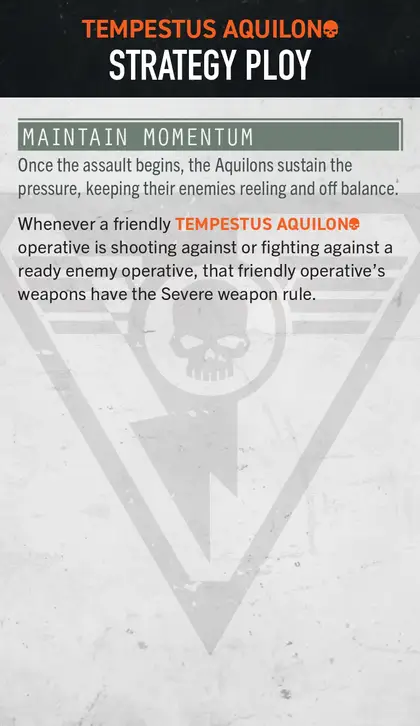 TEMPESTUS AQUILON
STRATEGY PLOY
MAINTAIN MOMENTUM
Once the assault begins, the Aquilons sustain the
pressure, keeping their enemies reeling and off balance.
Whenever a friendly TEMPESTUS AQUILON
operative is shooting against or fighting against a
ready enemy operative, that friendly operative's
weapons have the Severe weapon rule.